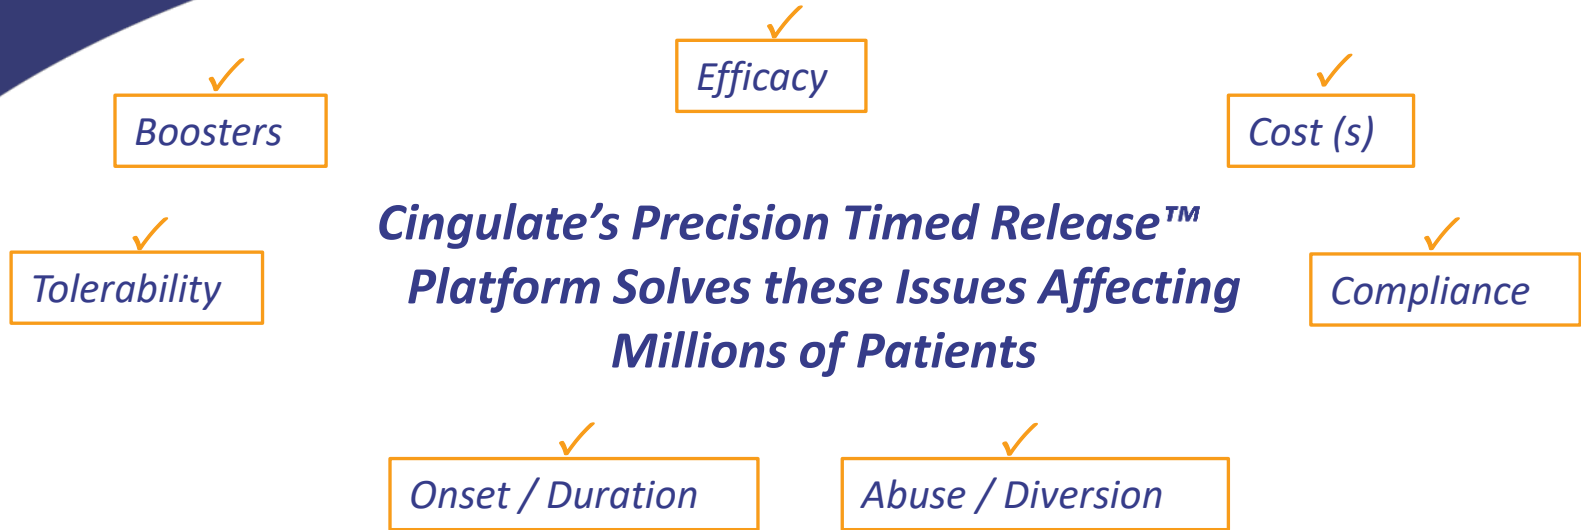 Efficacy
Boosters
Cost (s)
Cingulate’s Precision Timed Release™
Platform Solves these Issues Affecting
Millions of Patients
Tolerability
Compliance
Onset / Duration
Abuse / Diversion